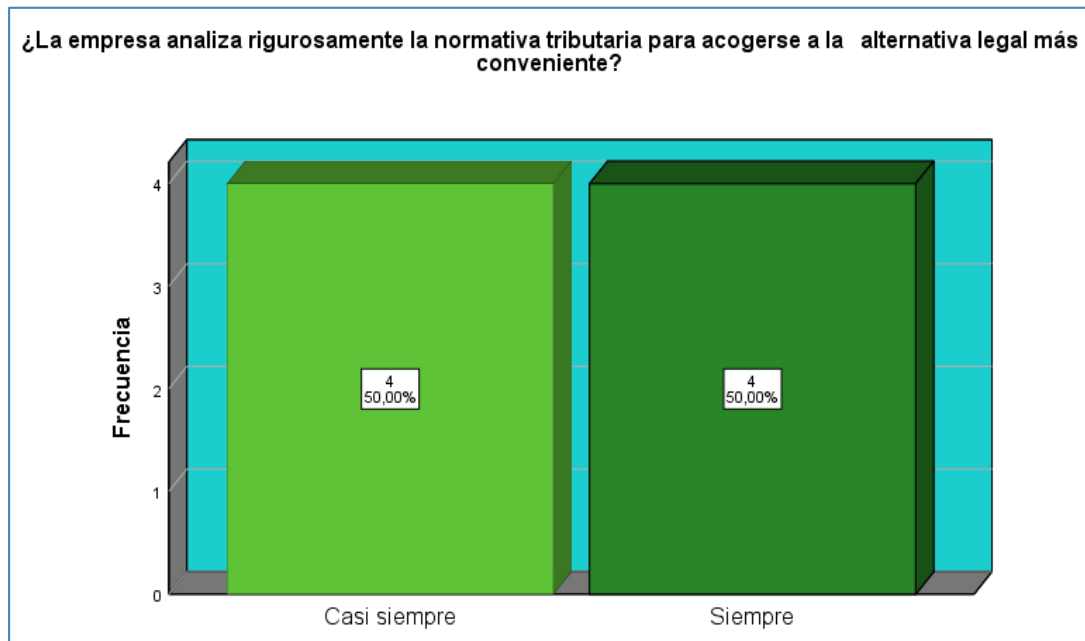 ¿La empresa analiza rigurosamente la normativa tributaria para acogerse a la   alternativa legal más
conveniente?
4
3
2
1
0
Frecuencia
4
50,00%
4
50,00%
Casi siempre
Siempre